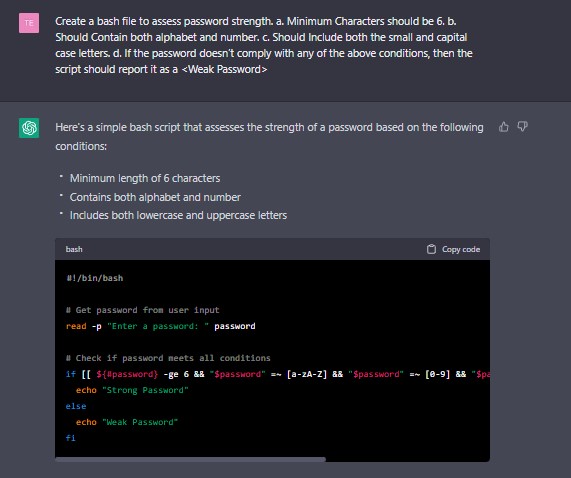 TE
Create a bash file to assess password strength. a. Minimum Characters should be 6. b.
Should Contain both alphabet and number. c. Should Include both the small and capital
case letters. d. If the password doesn't comply with any of the above conditions, then the
script should report it as a <Weak Password>
Here's a simple bash script that assesses the strength of a password based on the following
conditions:
• Minimum length of 6 characters
• Contains both alphabet and number
• Includes both lowercase and uppercase letters
bash Copy code
#!/bin/bash
# Get password from user input
read -p "Enter a password: " password
# Check if password meets all conditions
if [[ ${#password} -ge 6 && "$password" =~ [a-zA-Z] && "$password" =~ [0-9] && "$pa
echo "Strong Password"
else
echo "Weak Password"
fi